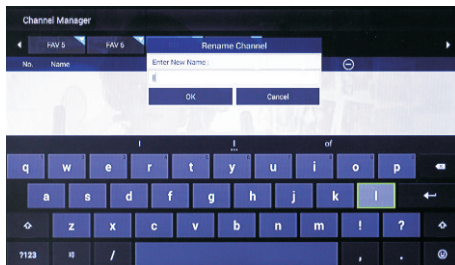 Channel Manager
FAV 5 FAV 6
Rename Channel
No. Name
Enter New Name :
OK Cancel
l l of
q w e r t y u i o p
a s d f g h j k l
z x c v b n m ! ?
?123 / , .